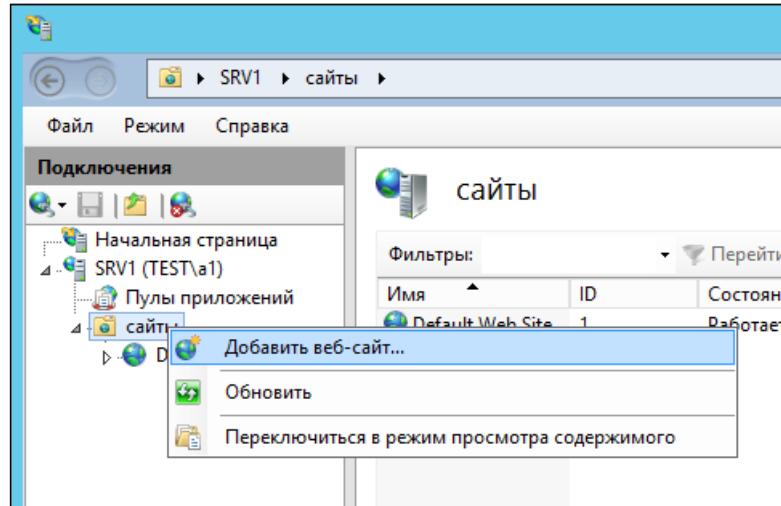 SRV1 сайты
Файл Режим Справка
Подключения
Начальная страница
SRV1 (TEST\a1)
Пулы приложений
сайты
D
сайты
Фильтры: Перейти
Имя ID Состоян
Default Web Site 1 Работает
Добавить веб-сайт...
Обновить
Переключиться в режим просмотра содержимого